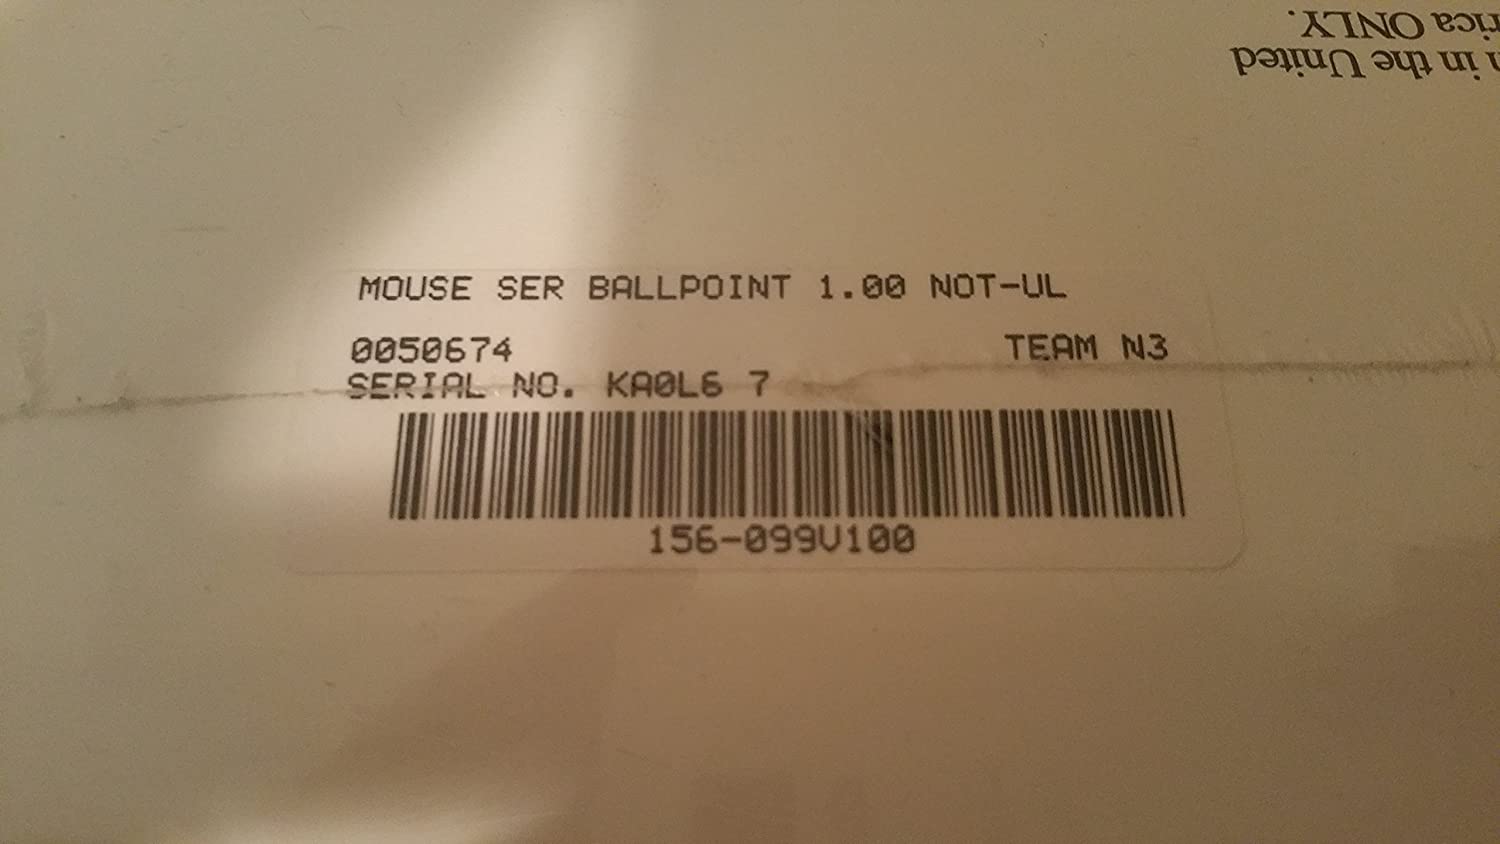 rica ONLY.
n in the United
MOUSE SER BALLPOINT 1.00 NOT-UL
0050674 TEAM N3
SERIAL NO. KA0L6 7
156-099V100